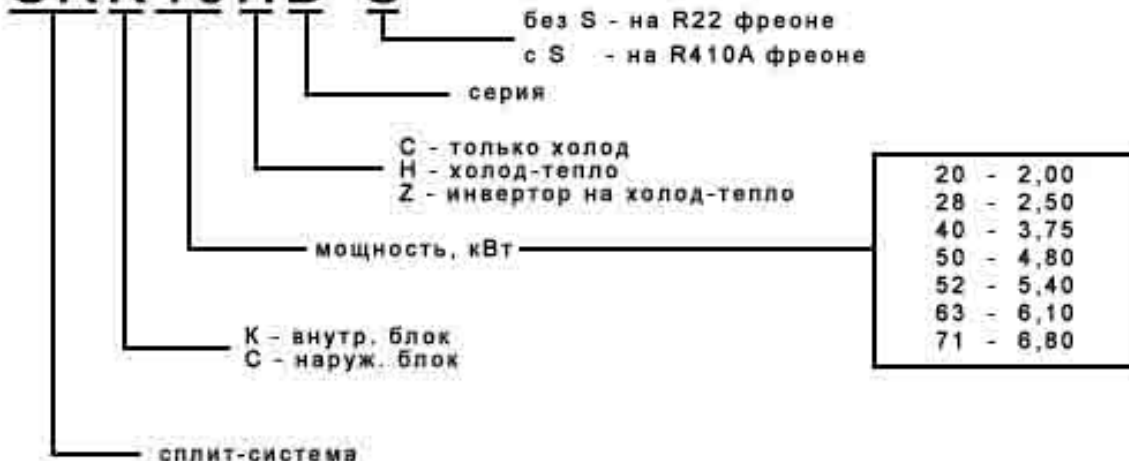 без S - на R22 фреоне
с S - на R410A фреоне
серия
C - только холод
H - холод-тепло
Z - инвертор на холод-тепло
мощность, кВт
20 - 2,00
28 - 2,50
40 - 3,75
50 - 4,80
52 - 5,40
63 - 6,10
71 - 6,80
K - внутр. блок
C - наруж. блок
сплит-система